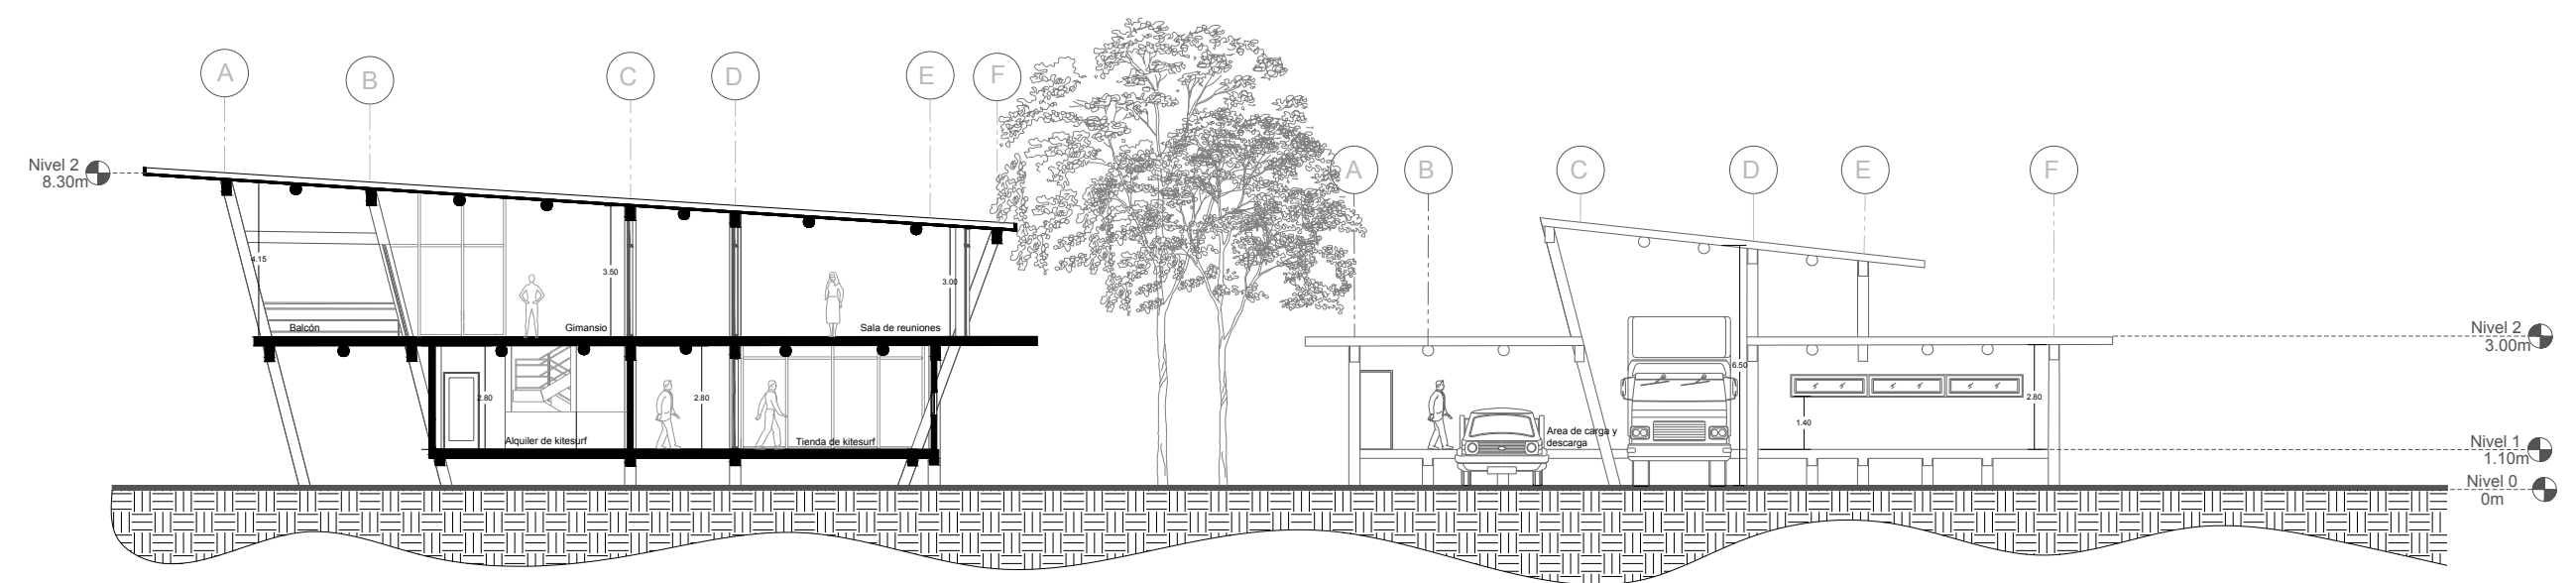 A
B
C
D
E
F
A
B
C
D
E
F
Nivel 2
8.30m
4.15
3.50
3.00
Balcón
Gimansio
Sala de reuniones
2.80
2.80
Alquiler de kitesurf
Tienda de kitesurf
Area de carga y
descarga
6.50
1.40
2.80
Nivel 2
3.00m
Nivel 1
1.10m
Nivel 0
0m